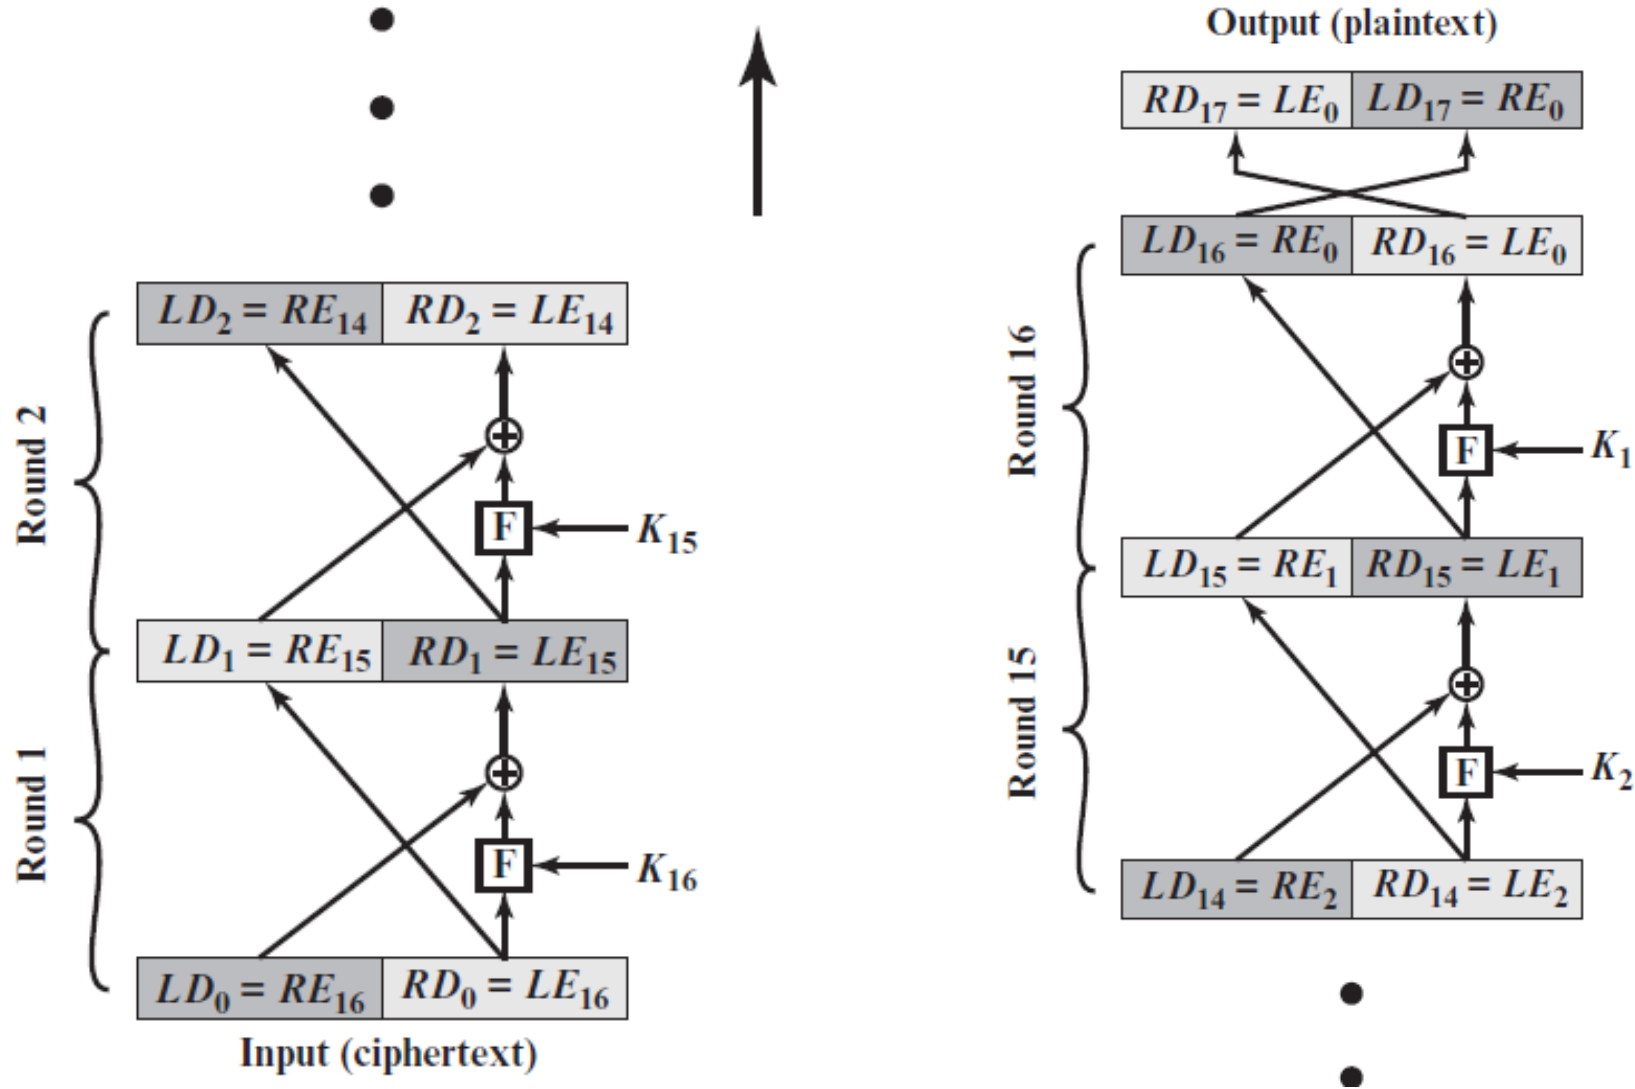 LD₂ = RE₁₄ RD₂ = LE₁₄
Round 2
F
K₁₅
LD₁ = RE₁₅ RD₁ = LE₁₅
Round 1
F
K₁₆
LD₀ = RE₁₆ RD₀ = LE₁₆
Input (ciphertext)
Output (plaintext)
RD₁₇ = LE₀ LD₁₇ = RE₀
LD₁₆ = RE₀ RD₁₆ = LE₀
Round 16
F
K₁
LD₁₅ = RE₁ RD₁₅ = LE₁
Round 15
F
K₂
LD₁₄ = RE₂ RD₁₄ = LE₂